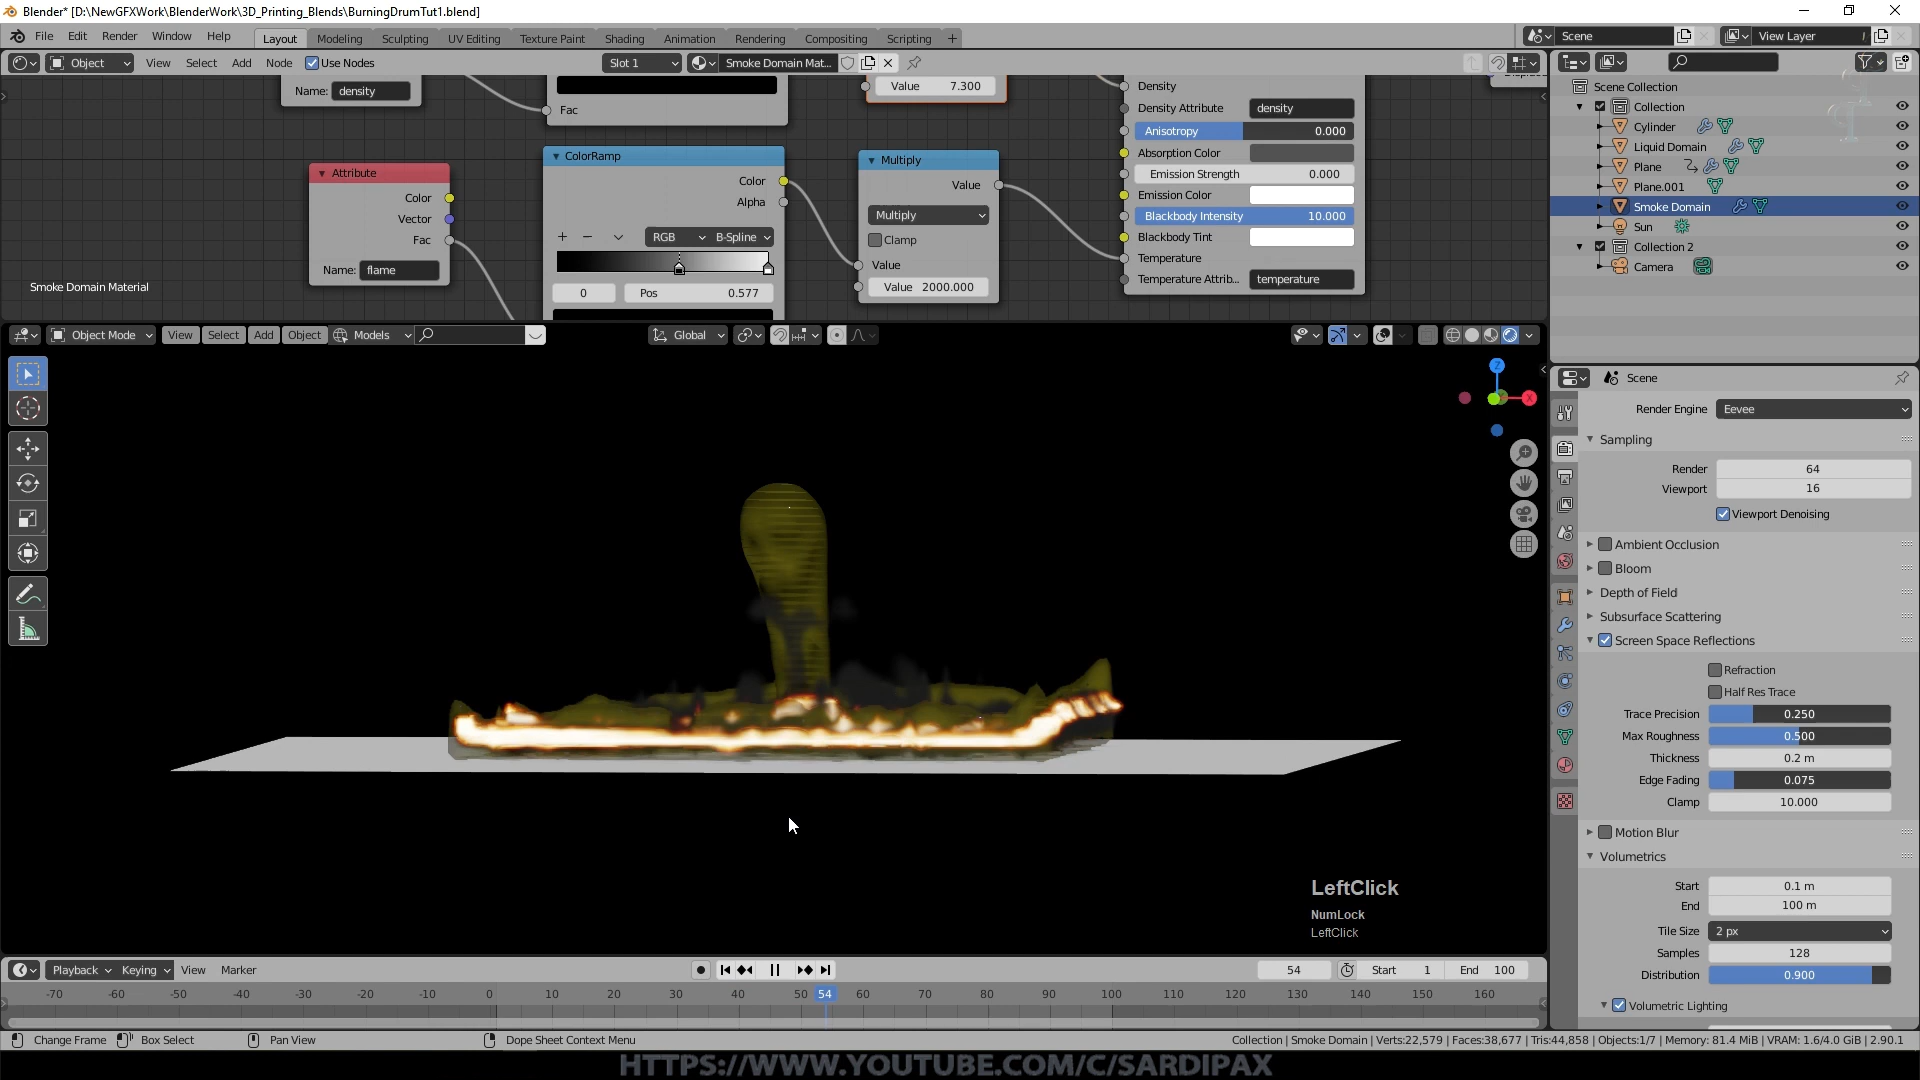 Blender* [D:\NewGFXWork\BlenderWork\3D_Printing_Blends\BurningDrumTut1.blend]
File Edit Render Window Help Layout Modeling Sculpting UV Editing Texture Paint Shading Animation Rendering Compositing Scripting + Scene View Layer
Object View Select Add Node Use Nodes Slot 1 Smoke Domain Mat...
Name: density
Fac
Value 7.300
Density
Density Attribute density
Anisotropy 0.000
Absorption Color
Emission Strength 0.000
Emission Color
Blackbody Intensity 10.000
Blackbody Tint
Temperature
Temperature Attrib... temperature
Attribute
Color
Vector
Fac
Name: flame
ColorRamp
Color
Alpha
RGB B-Spline
0 Pos 0.577
Multiply
Value
Multiply
Clamp
Value
Value 2000.000
Smoke Domain Material
Object Mode View Select Add Object Models Global
Z
X
LeftClick
NumLock
LeftClick
Scene Collection
Collection
Cylinder
Liquid Domain
Plane
Plane.001
Smoke Domain
Sun
Collection 2
Camera
Scene
Render Engine Eevee
Sampling
Render 64
Viewport 16
Viewport Denoising
Ambient Occlusion
Bloom
Depth of Field
Subsurface Scattering
Screen Space Reflections
Refraction
Half Res Trace
Trace Precision 0.250
Max Roughness 0.500
Thickness 0.2 m
Edge Fading 0.075
Clamp 10.000
Motion Blur
Volumetrics
Start 0.1 m
End 100 m
Tile Size 2 px
Samples 128
Distribution 0.900
Volumetric Lighting
Playback Keying View Marker 54 Start 1 End 100
-70 -60 -50 -40 -30 -20 -10 0 10 20 30 40 50 54 60 70 80 90 100 110 120 130 140 150 160
Change Frame Box Select Pan View Dope Sheet Context Menu Collection | Smoke Domain | Verts:22,579 | Faces:38,677 | Tris:44,858 | Objects:1/7 | Memory: 81.4 MiB | VRAM: 1.6/4.0 GiB | 2.90.1
HTTPS://WWW.YOUTUBE.COM/C/SARDIPAX